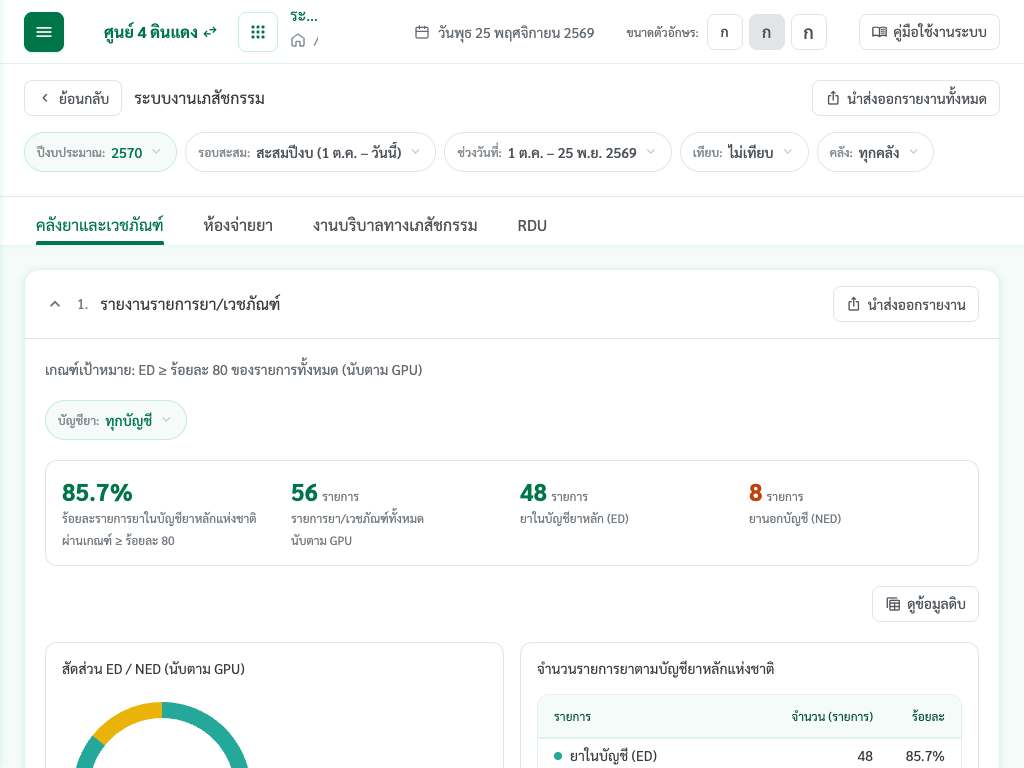 ศูนย์ 4 ดินแดง
ระ...
/
วันพุธ 25 พฤศจิกายน 2569
ขนาดตัวอักษร: ก ก ก
คู่มือใช้งานระบบ
ย้อนกลับ
ระบบงานเภสัชกรรม
นำส่งออกรายงานทั้งหมด
ปีงบประมาณ: 2570
รอบสะสม: สะสมปีงบ (1 ต.ค. – วันนี้)
ช่วงวันที่: 1 ต.ค. – 25 พ.ย. 2569
เทียบ: ไม่เทียบ
คลัง: ทุกคลัง
คลังยาและเวชภัณฑ์
ห้องจ่ายยา
งานบริบาลทางเภสัชกรรม
RDU
1. รายงานรายการยา/เวชภัณฑ์
นำส่งออกรายงาน
เกณฑ์เป้าหมาย: ED ≥ ร้อยละ 80 ของรายการทั้งหมด (นับตาม GPU)
บัญชียา: ทุกบัญชี
85.7%
ร้อยละรายการยาในบัญชียาหลักแห่งชาติ
ผ่านเกณฑ์ ≥ ร้อยละ 80
56 รายการ
รายการยา/เวชภัณฑ์ทั้งหมด
นับตาม GPU
48 รายการ
ยาในบัญชียาหลัก (ED)
8 รายการ
ยานอกบัญชี (NED)
ดูข้อมูลดิบ
สัดส่วน ED / NED (นับตาม GPU)
จำนวนรายการยาตามบัญชียาหลักแห่งชาติ
รายการ จำนวน (รายการ) ร้อยละ
ยาในบัญชี (ED) 48 85.7%